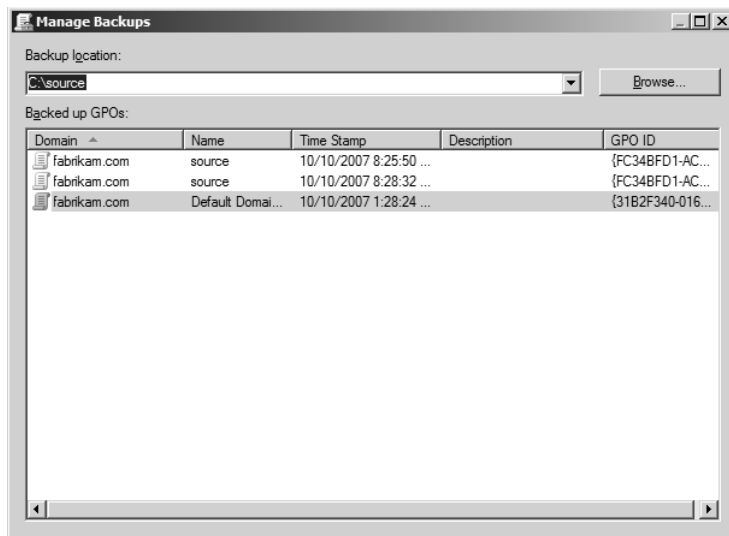 Manage Backups
Backup location:
C:\source
Browse...
Backed up GPOs:
Domain Name Time Stamp Description GPO ID
fabrikam.com source 10/10/2007 8:25:50 ... {FC34BFD1-AC...
fabrikam.com source 10/10/2007 8:28:32 ... {FC34BFD1-AC...
fabrikam.com Default Domai... 10/10/2007 1:28:24 ... {31B2F340-016...